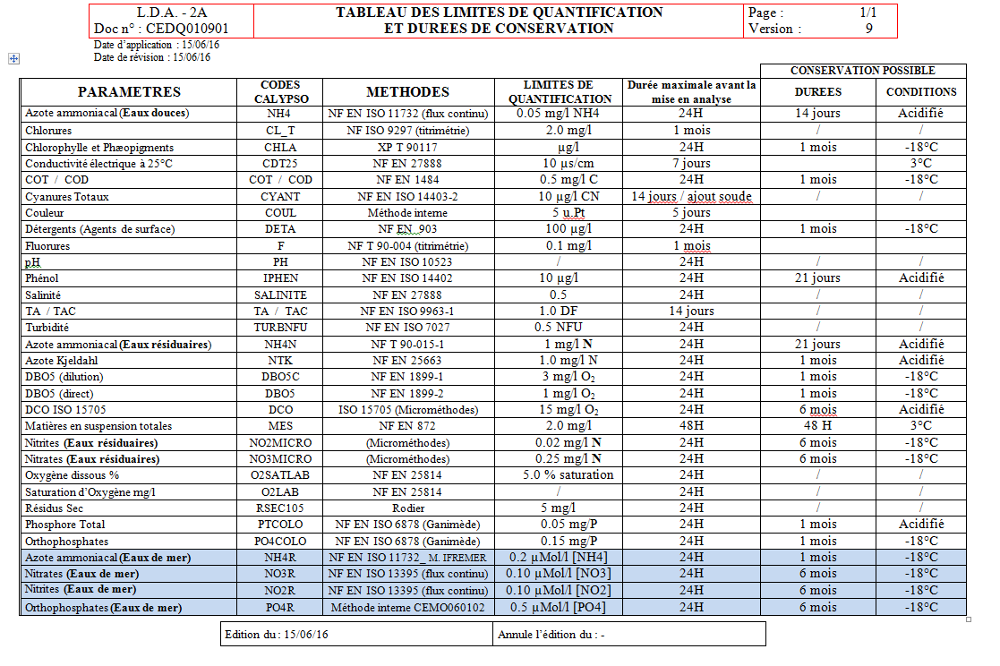 L.D.A. - 2A TABLEAU DES LIMITES DE QUANTIFICATION Page : 1/1
Doc n° : CEDQ010901 ET DUREES DE CONSERVATION Version : 9
Date d'application : 15/06/16
Date de révision : 15/06/16
CONSERVATION POSSIBLE
PARAMETRES CODES CALYPSO METHODES LIMITES DE QUANTIFICATION Durée maximale avant la mise en analyse DUREES CONDITIONS
Azote ammoniacal (Eaux douces) NH4 NF EN ISO 11732 (flux continu) 0.05 mg/l NH4 24H 14 jours Acidifié
Chlorures CL_T NF ISO 9297 (titrimétrie) 2.0 mg/l 1 mois / /
Chlorophylle et Phæopigments CHLA XP T 90117 µg/l 24H 1 mois -18°C
Conductivité électrique à 25°C CDT25 NF EN 27888 10 µs/cm 7 jours 3°C
COT / COD COT / COD NF EN 1484 0.5 mg/l C 24H 1 mois -18°C
Cyanures Totaux CYANT NF EN ISO 14403-2 10 µg/l CN 14 jours / ajout soude / /
Couleur COUL Méthode interne 5 u.Pt 5 jours
Détergents (Agents de surface) DETA NF EN 903 100 µg/l 24H 1 mois -18°C
Fluorures F NF T 90-004 (titrimétrie) 0.1 mg/l 1 mois
pH PH NF EN ISO 10523 / 24H / /
Phénol IPHEN NF EN ISO 14402 10 µg/l 24H 21 jours Acidifié
Salinité SALINITE NF EN 27888 0.5 24H / /
TA / TAC TA / TAC NF EN ISO 9963-1 1.0 DF 14 jours / /
Turbidité TURBNFU NF EN ISO 7027 0.5 NFU 24H / /
Azote ammoniacal (Eaux résiduaires) NH4N NF T 90-015-1 1 mg/l N 24H 21 jours Acidifié
Azote Kjeldahl NTK NF EN 25663 1.0 mg/l N 24H 1 mois Acidifié
DBO5 (dilution) DBO5C NF EN 1899-1 3 mg/l O2 24H 1 mois -18°C
DBO5 (direct) DBO5 NF EN 1899-2 1 mg/l O2 24H 1 mois -18°C
DCO ISO 15705 DCO ISO 15705 (Microméthodes) 15 mg/l O2 24H 6 mois Acidifié
Matières en suspension totales MES NF EN 872 2.0 mg/l 48H 48 H 3°C
Nitrites (Eaux résiduaires) NO2MICRO (Microméthodes) 0.02 mg/l N 24H 6 mois -18°C
Nitrates (Eaux résiduaires) NO3MICRO (Microméthodes) 0.25 mg/l N 24H 6 mois -18°C
Oxygène dissous % O2SATLAB NF EN 25814 5.0 % saturation 24H / /
Saturation d'Oxygène mg/l O2LAB NF EN 25814 / 24H / /
Résidus Sec RSEC105 Rodier 5 mg/l 24H / /
Phosphore Total PTCOLO NF EN ISO 6878 (Ganimède) 0.05 mg/P 24H 1 mois Acidifié
Orthophosphates PO4COLO NF EN ISO 6878 (Ganimède) 0.15 mg/P 24H 1 mois -18°C
Azote ammoniacal (Eaux de mer) NH4R NF EN ISO 11732_ M. IFREMER 0.2 µMol/l [NH4] 24H 1 mois -18°C
Nitrates (Eaux de mer) NO3R NF EN ISO 13395 (flux continu) 0.10 µMol/l [NO3] 24H 6 mois -18°C
Nitrites (Eaux de mer) NO2R NF EN ISO 13395 (flux continu) 0.10 µMol/l [NO2] 24H 6 mois -18°C
Orthophosphates (Eaux de mer) PO4R Méthode interne CEMO060102 0.5 µMol/l [PO4] 24H 6 mois -18°C
Edition du : 15/06/16 Annule l'édition du : -